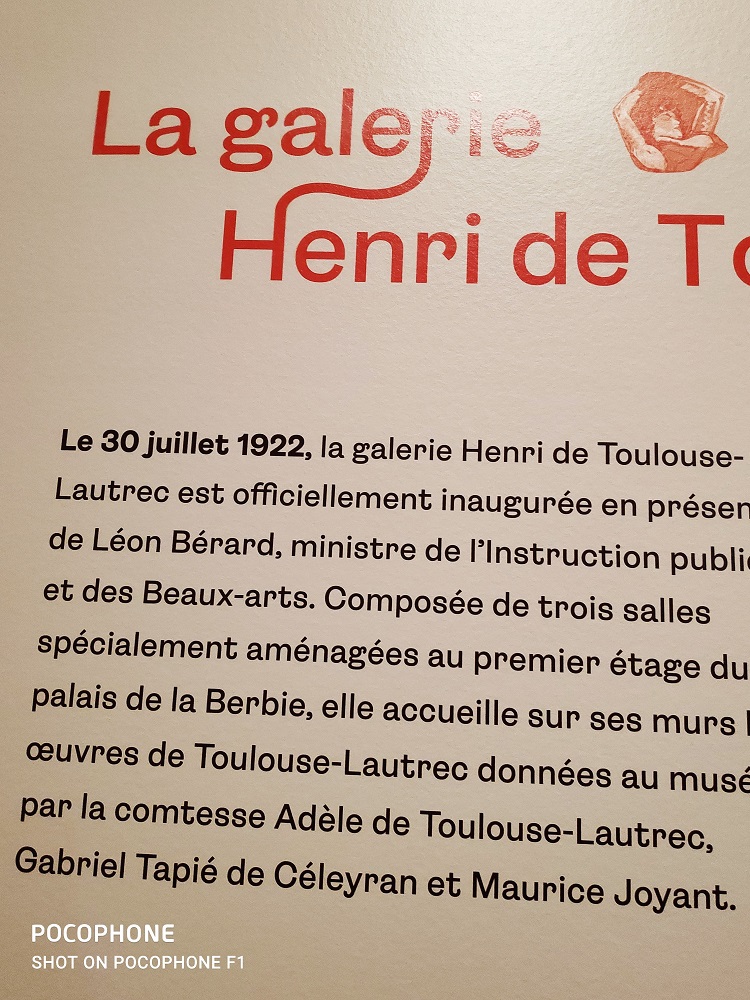 La galerie
Henri de To
Le 30 juillet 1922, la galerie Henri de Toulouse-
Lautrec est officiellement inaugurée en présen
de Léon Bérard, ministre de l'Instruction public
et des Beaux-arts. Composée de trois salles
spécialement aménagées au premier étage du
palais de la Berbie, elle accueille sur ses murs
œuvres de Toulouse-Lautrec données au musé
par la comtesse Adèle de Toulouse-Lautrec,
Gabriel Tapié de Céleyran et Maurice Joyant.
POCOPHONE
SHOT ON POCOPHONE F1